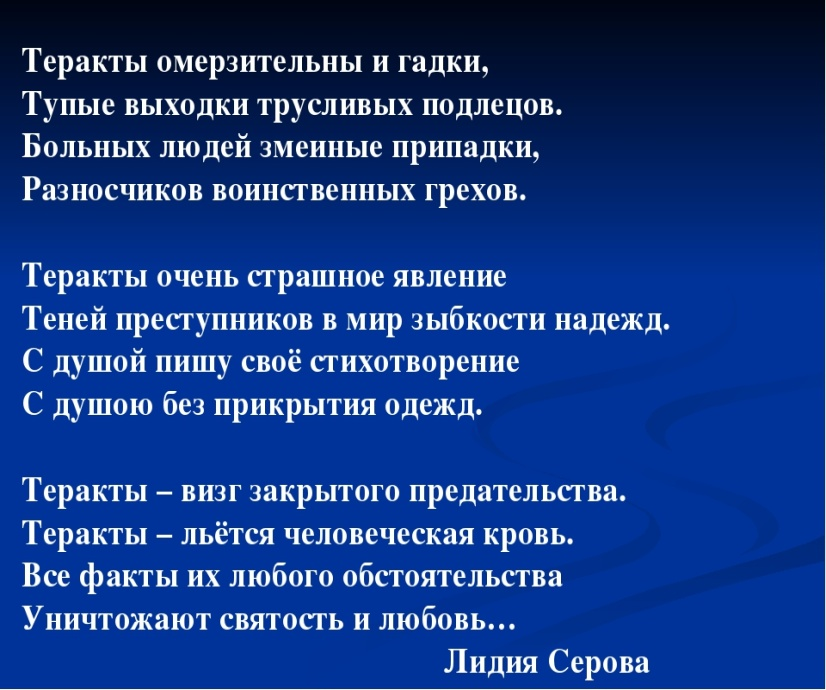 Теракты омерзительны и гадки,
Тупые выходки трусливых подлецов.
Больных людей змеиные припадки,
Разносчиков воинственных грехов.
Теракты очень страшное явление
Теней преступников в мир зыбкости надежд.
С душой пишу своё стихотворение
С душою без прикрытия одежд.
Теракты – визг закрытого предательства.
Теракты – льётся человеческая кровь.
Все факты их любого обстоятельства
Уничтожают святость и любовь…
Лидия Серова